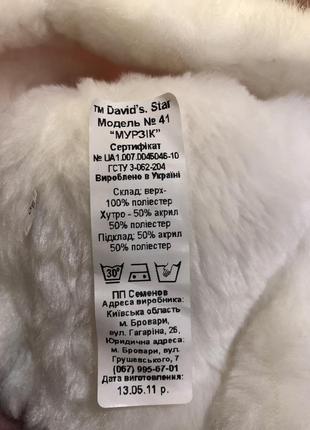 ™ David's. Star
Модель № 41
"МУРЗІК"
Сертифікат
№ UA1.007.0045046-10
ГСТУ 3-062-204
Вироблено в Україні
Склад: верх-
100% поліестер
Хутро - 50% акрил
50% поліестер
Підклад: 50% акрил
50% поліестер
30°
ПП Семенов
Адреса виробника:
Київська область
м. Бровари,
вул. Гагаріна, 26,
Юридична адреса:
м. Бровари, вул.
Грушевського, 7
(067) 995-67-01
Дата виготовлення:
13.05.11 р.